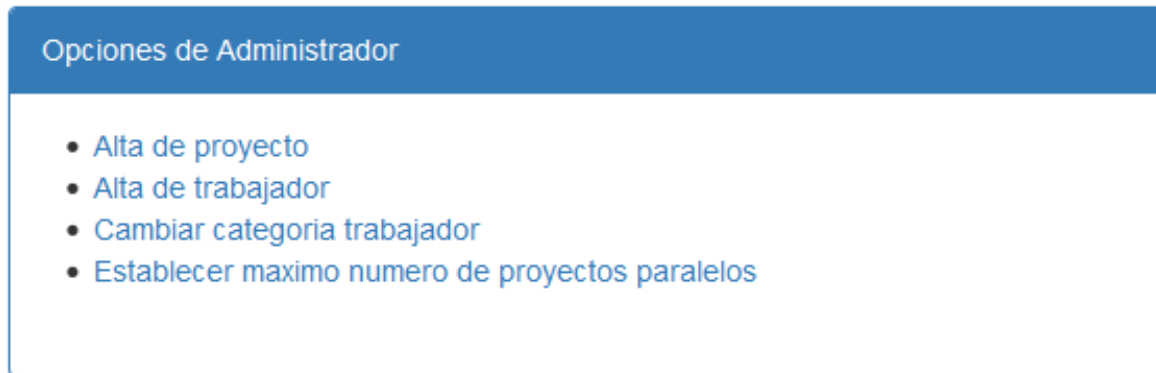 Opciones de Administrador
Alta de proyecto
Alta de trabajador
Cambiar categoria trabajador
Establecer maximo numero de proyectos paralelos